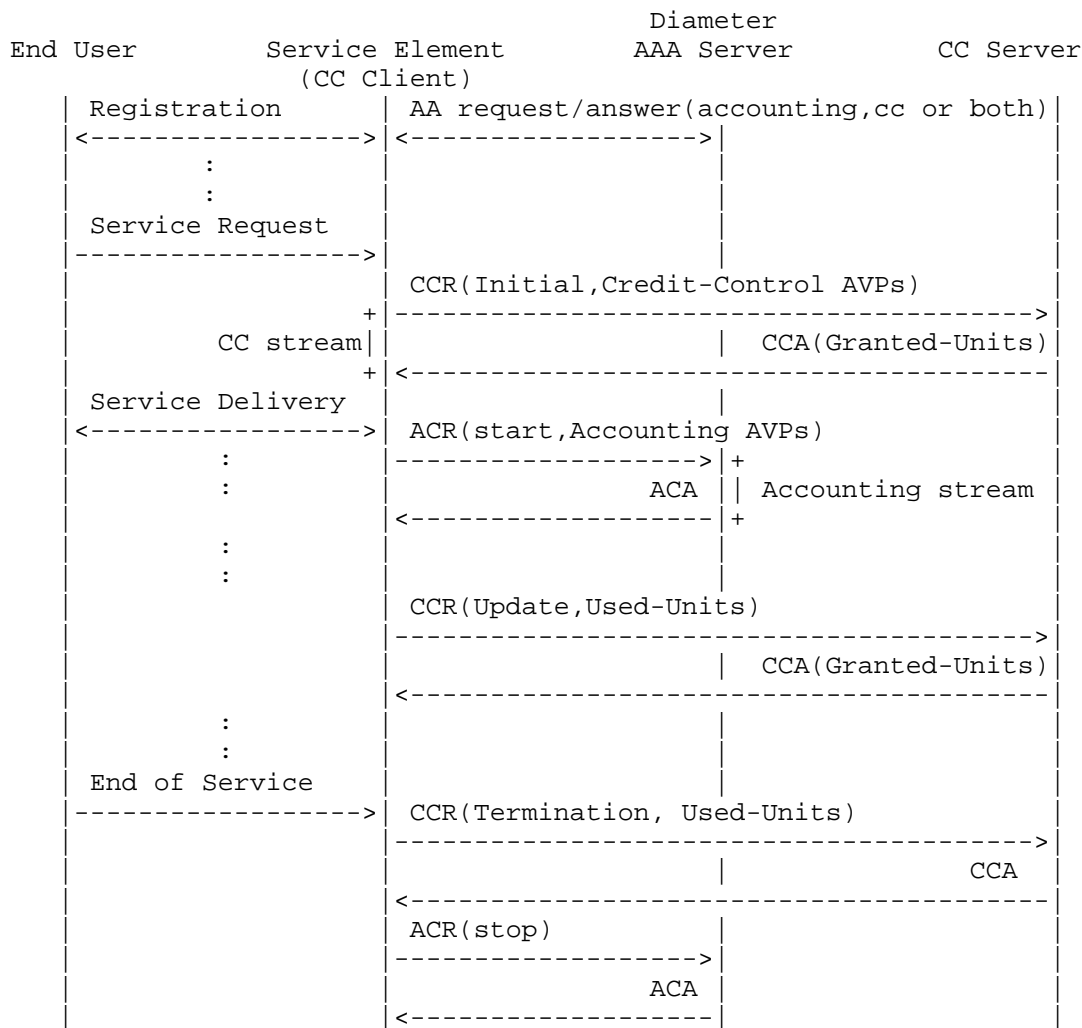 Diameter
End User Service Element AAA Server CC Server
(CC Client)
Registration AA request/answer(accounting,cc or both)
Service Request
CCR(Initial,Credit-Control AVPs)
CC stream CCA(Granted-Units)
Service Delivery
ACR(start,Accounting AVPs)
ACA Accounting stream
CCR(Update,Used-Units)
CCA(Granted-Units)
End of Service
CCR(Termination, Used-Units)
CCA
ACR(stop)
ACA